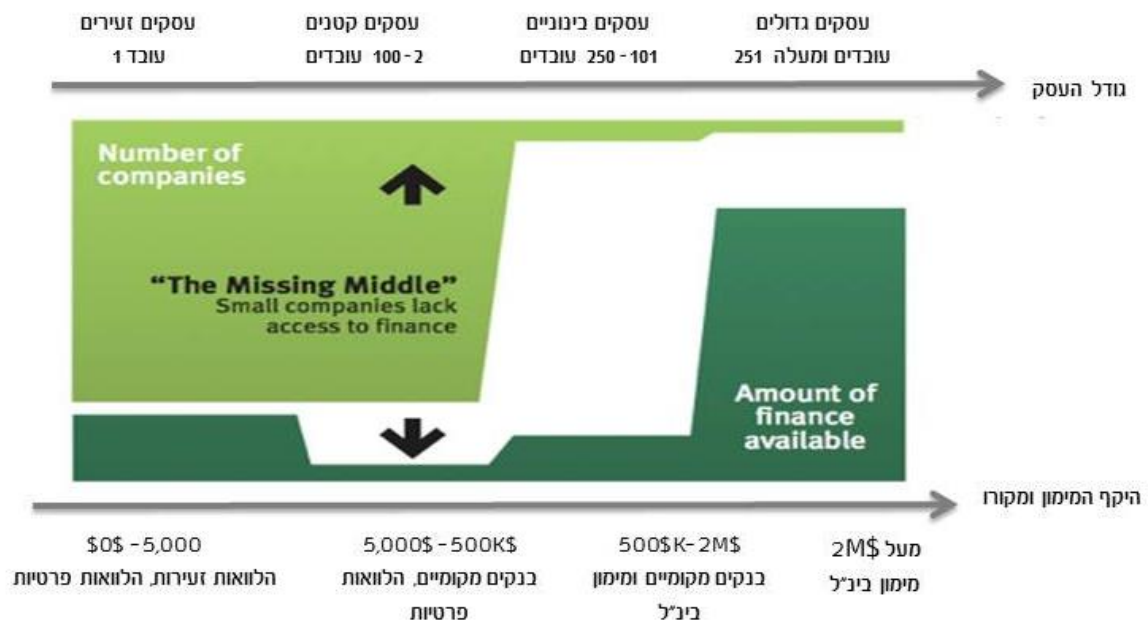 עסקים זעירים
עובד 1
עסקים קטנים
2-100 עובדים
עסקים בינוניים
101-250 עובדים
עסקים גדולים
251 עובדים ומעלה
גודל העסק
Number of
companies
“The Missing Middle”
Small companies lack
access to finance
Amount of
finance
available
היקף המימון ומקורו
$0$-5,000
הלוואות זעירות, הלוואות פרטיות
5,000$-500K$
בנקים מקומיים, הלוואות
פרטיות
500$K-2M$
בנקים מקומיים ומימון
בינ"ל
מעל 2M$
מימון בינ"ל